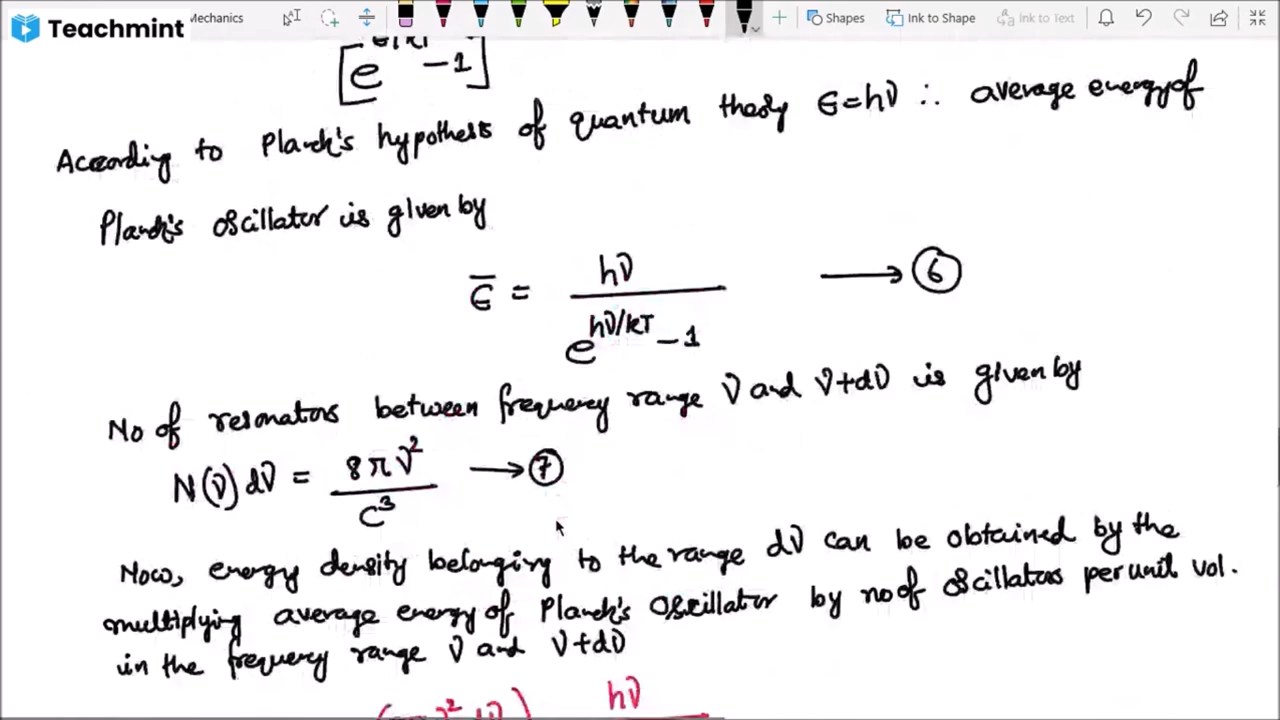 Mechanics
Shapes
Ink to Shape
Ink to Text
Teachmint
[e^ϵ/kT - 1]
According to Planck's hypothesis of quantum theory ϵ=hν ∴ average energy of
Planck's oscillator is given by
ϵ̄ = hν / (e^hν/kT - 1) ⟶ ⑥
No of resonators between frequency range ν and ν+dν is given by
N(ν)dν = 8πν² / c³ ⟶ ⑦
Now, energy density belonging to the range dν can be obtained by the
multiplying average energy of Planck's oscillator by no of oscillators per unit vol.
in the frequency range ν and ν+dν
hν